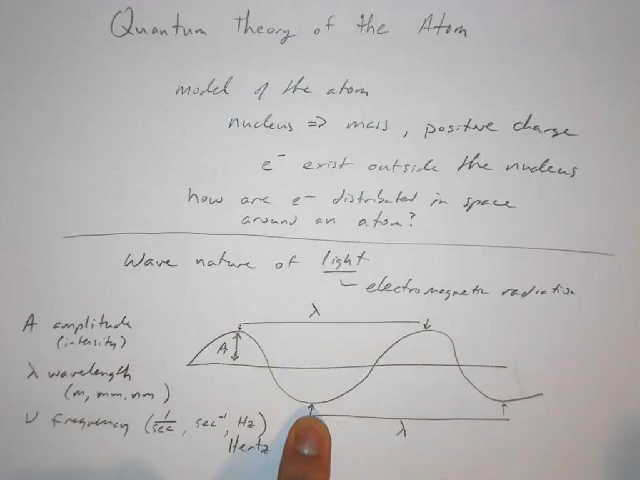 Quantum Theory of the Atom
model of the atom
nucleus => mass, positive charge
e⁻ exist outside the nucleus
how are e⁻ distributed in space
around an atom?
Wave nature of light
electromagnetic radiation
A amplitude
(intensity)
λ wavelength
(m, mm, nm)
ν frequency (1/sec, sec⁻¹, Hz)
Hertz
λ
A
λ